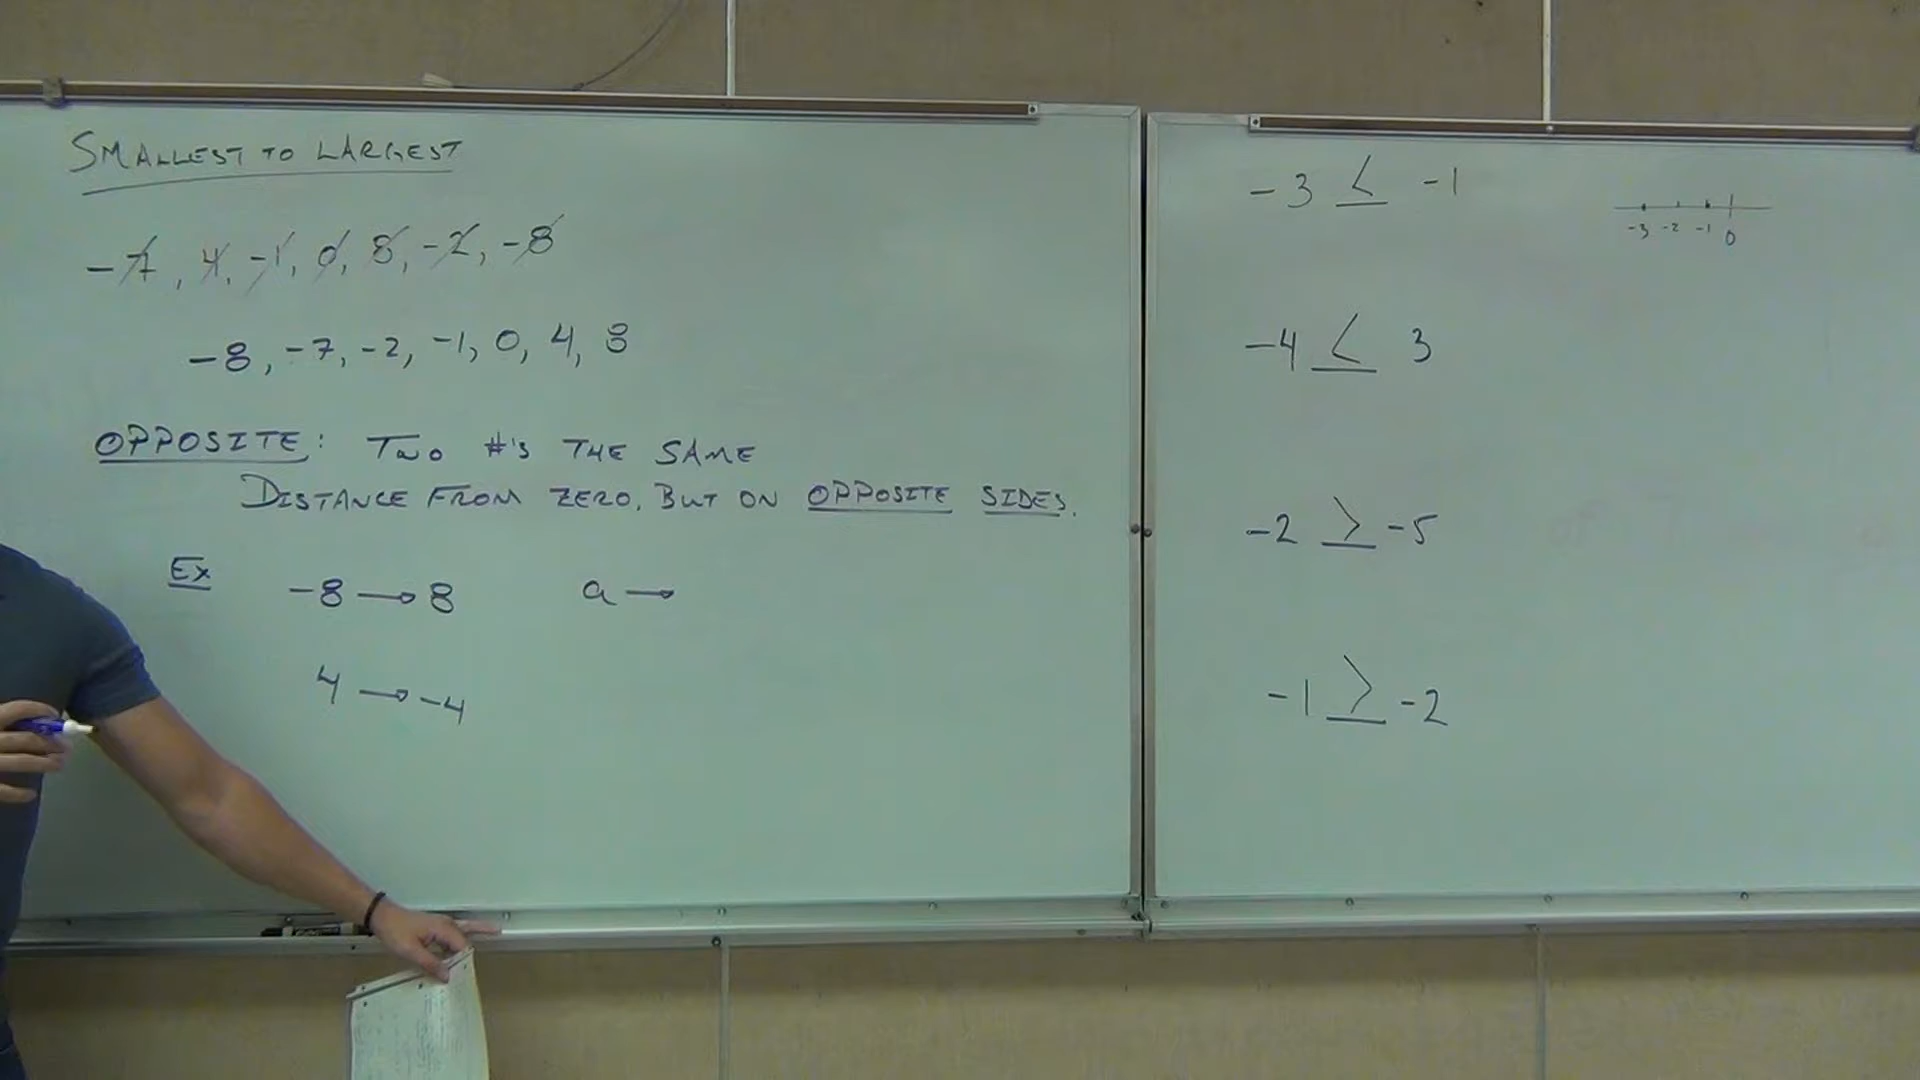 SMALLEST TO LARGEST
-7, 4, -1, 0, 8, -2, -8
-8, -7, -2, -1, 0, 4, 8
OPPOSITE: TWO #'S THE SAME
DISTANCE FROM ZERO, BUT ON OPPOSITE SIDES.
EX -8 → 8 a →
4 → -4
-3 < -1
-3 -2 -1 0
-4 < 3
-2 > -5
-1 > -2